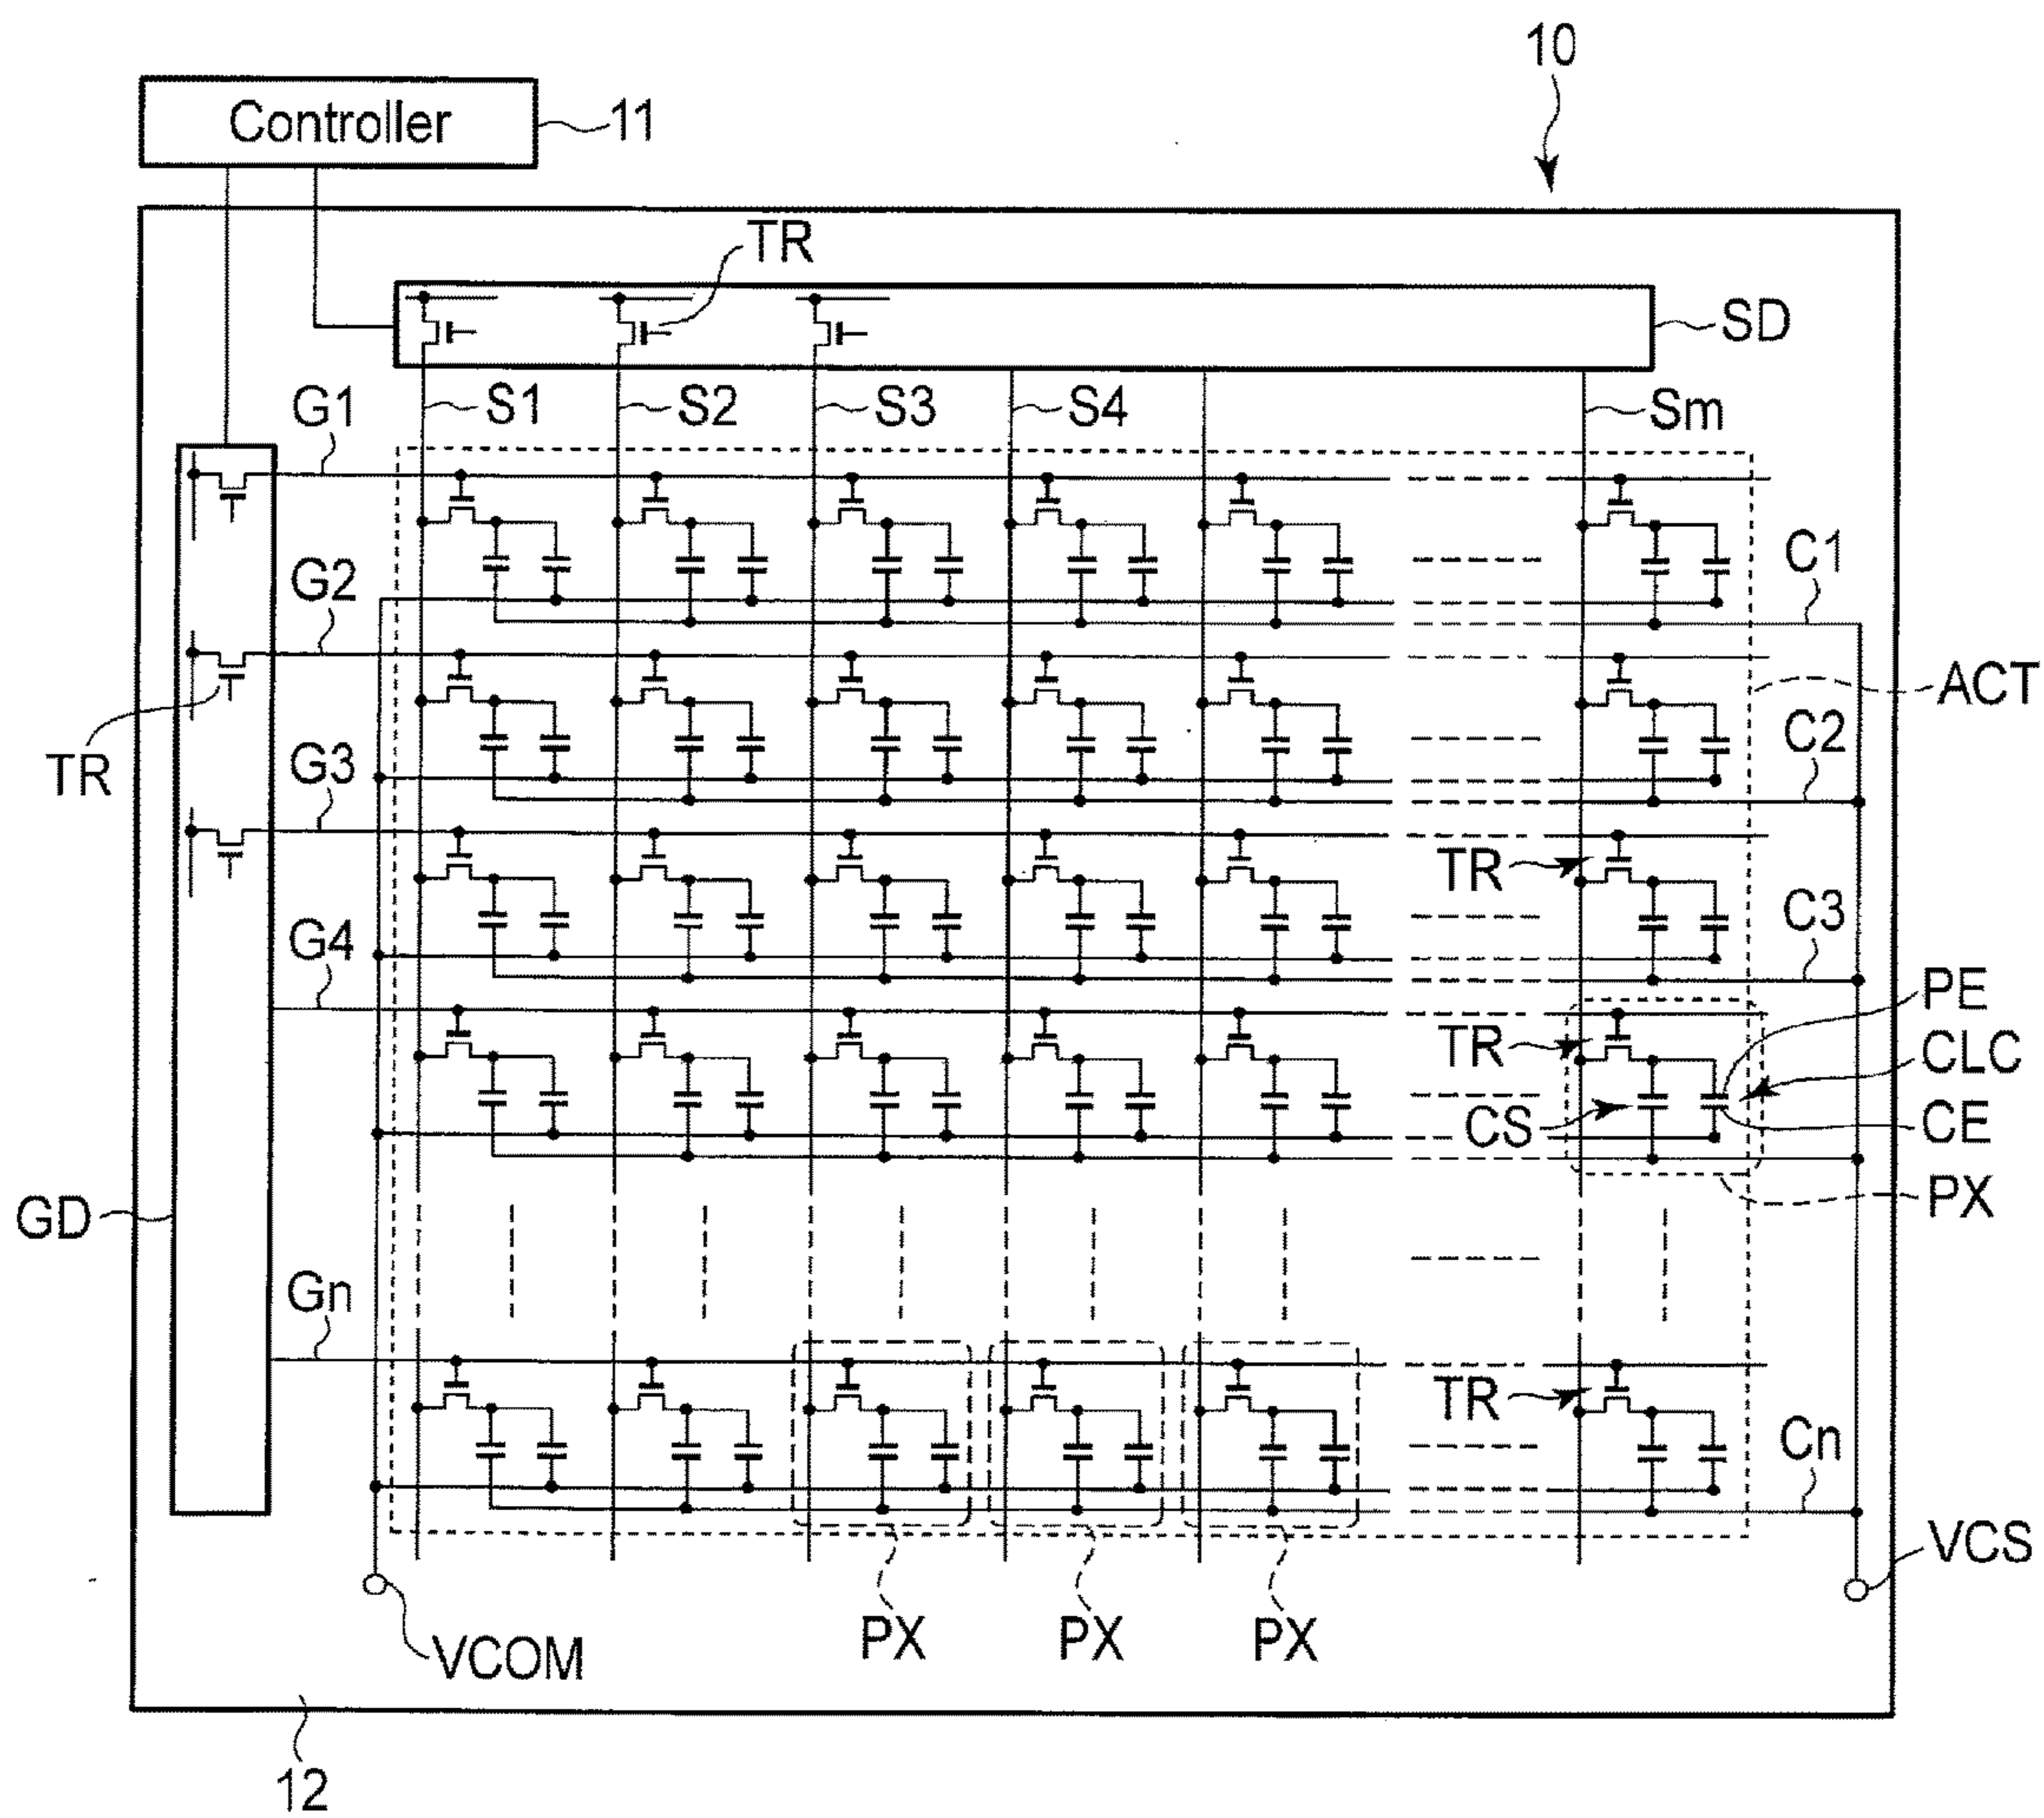 10
Controller
11
TR
SD
G1
S1
S2
S3
S4
Sm
G2
C1
ACT
TR
G3
C2
TR
G4
C3
PE
TR
CLC
CS
CE
GD
PX
Gn
TR
Cn
VCS
PX
PX
PX
VCOM
12